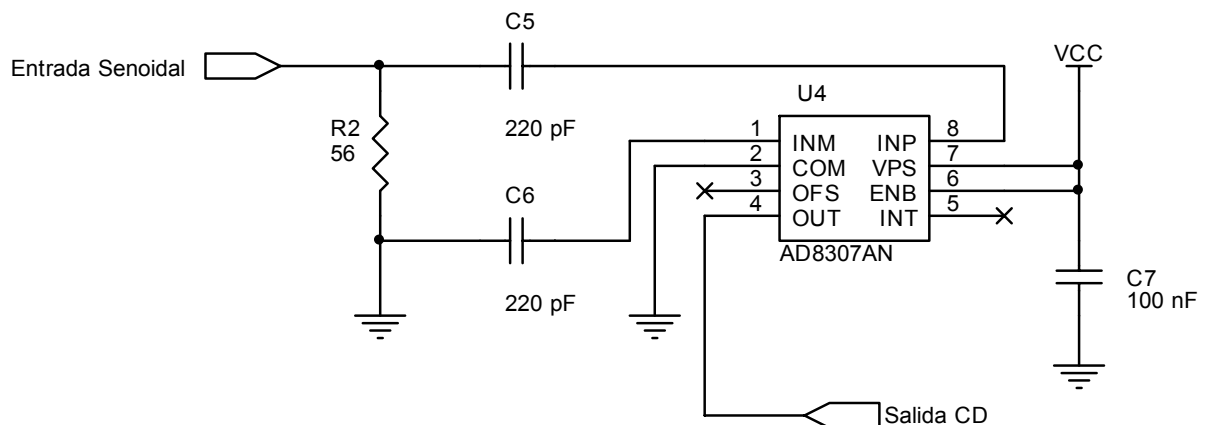 C5
Entrada Senoidal
220 pF
R2
56
C6
220 pF
U4
VCC
1 INM INP 8
2 COM VPS 7
3 OFS ENB 6
4 OUT INT 5
AD8307AN
C7
100 nF
Salida CD